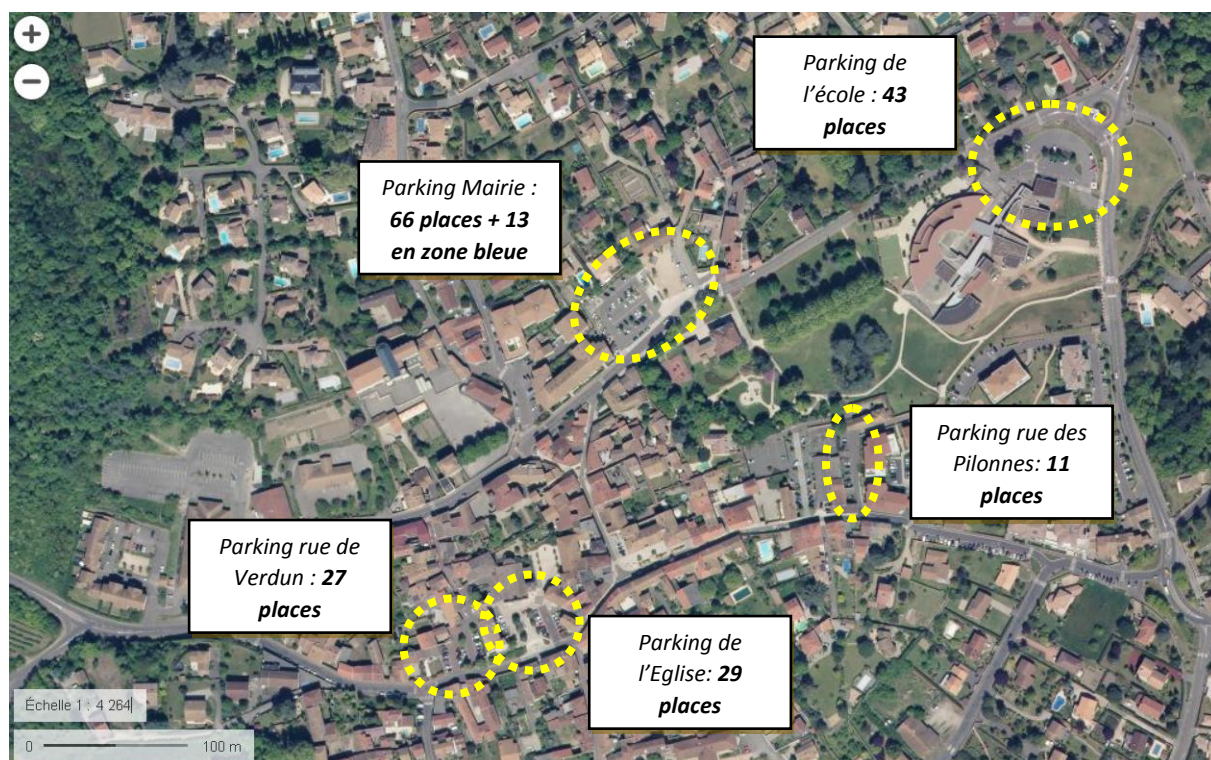 Parking de
l'école : 43
places
Parking Mairie :
66 places + 13
en zone bleue
Parking rue des
Pilonnes: 11
places
Parking rue de
Verdun : 27
places
Parking de
l'Eglise: 29
places
Échelle 1 : 4 264
0 100 m